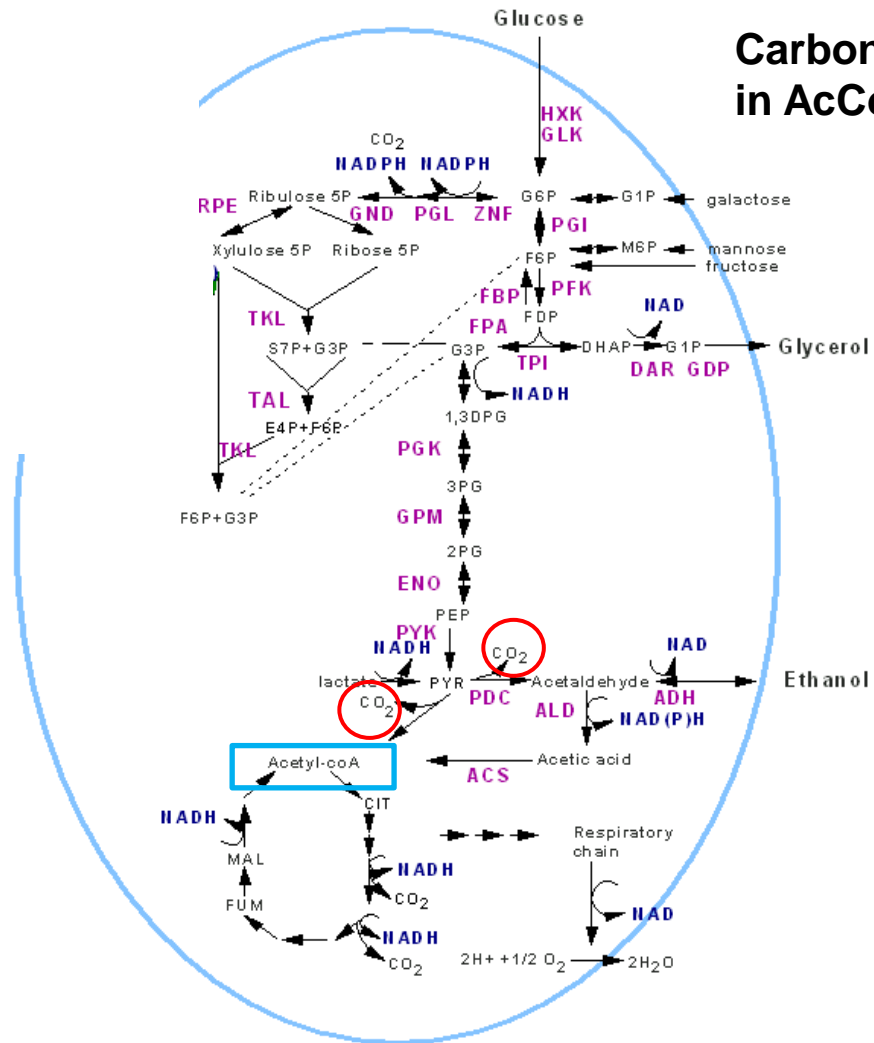 Glucose
Carbon
in AcCo
HXK
GLK
CO2
NADPH NADPH
RPE Ribulose 5P GND PGL ZNF G6P G1P galactose
PGI
Xylulose 5P Ribose 5P F6P M6P mannose
fructose
FBP PFK
FDP NAD
TKL FPA
S7P+G3P G3P TPI DHAP G1P Glycerol
DAR GDP
NADH
TAL 1,3DPG
E4P+F6P
TKL PGK
3PG
F6P+G3P GPM
2PG
ENO
PEP
PYK CO2
NADH NAD
lactate PYR PDC Acetaldehyde ADH Ethanol
CO2 ALD NAD(P)H
Acetyl-coA ACS Acetic acid
CIT
NADH Respiratory
chain
MAL NADH
CO2
FUM NAD
NADH
CO2 2H+ +1/2 O2 2H2O